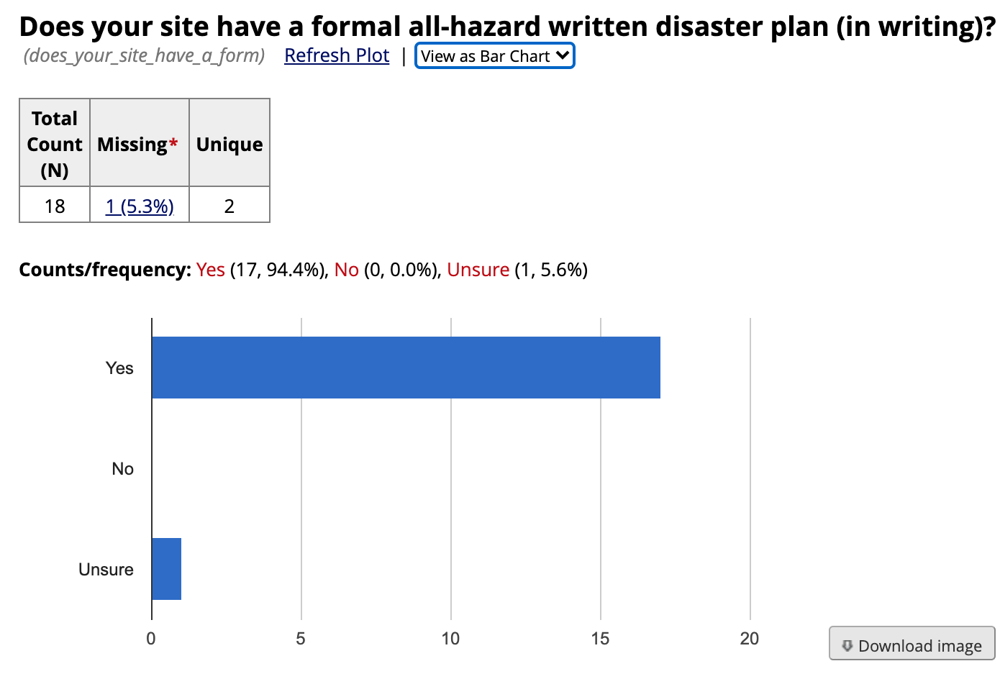 Does your site have a formal all-hazard written disaster plan (in writing)?
(does_your_site_have_a_form) Refresh Plot | View as Bar Chart
Total Count (N) Missing* Unique
18 1 (5.3%) 2
Counts/frequency: Yes (17, 94.4%), No (0, 0.0%), Unsure (1, 5.6%)
Yes
No
Unsure
0 5 10 15 20
Download image